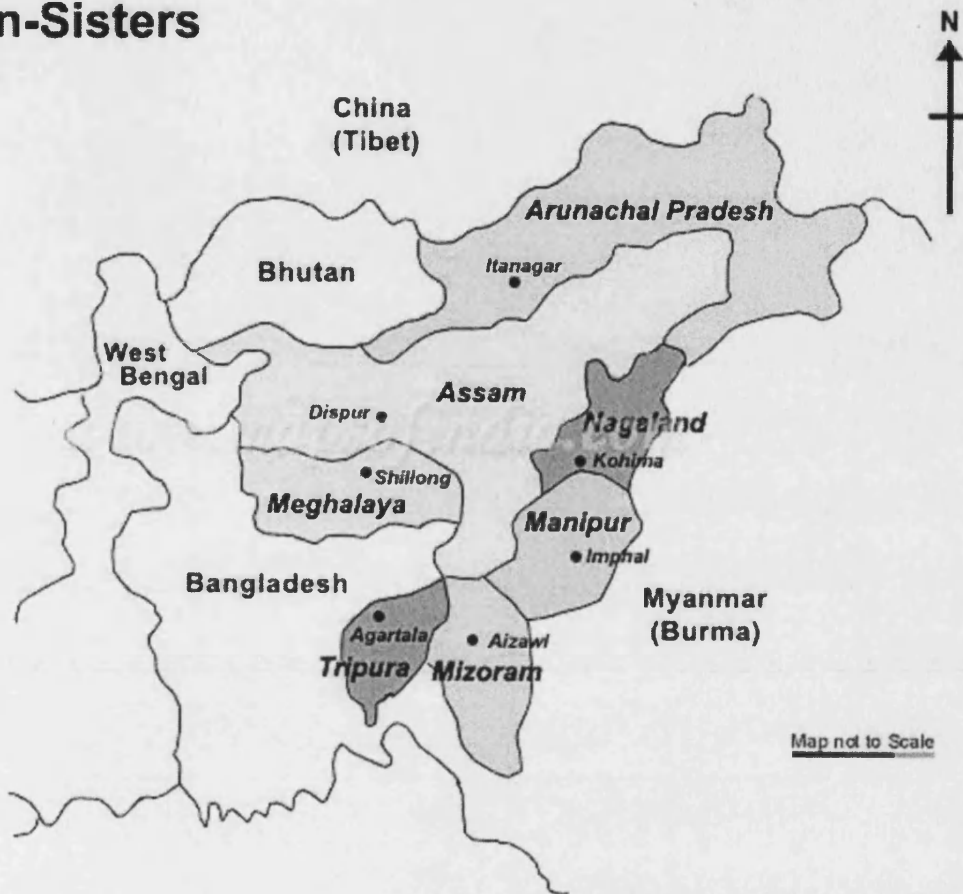 n-Sisters
N
China
(Tibet)
Arunachal Pradesh
Itanagar
Bhutan
West
Bengal
Assam
Dispur
Nagaland
Kohima
Shillong
Meghalaya
Manipur
Imphal
Bangladesh
Myanmar
(Burma)
Agartala
Aizawl
Tripura
Mizoram
Map not to Scale